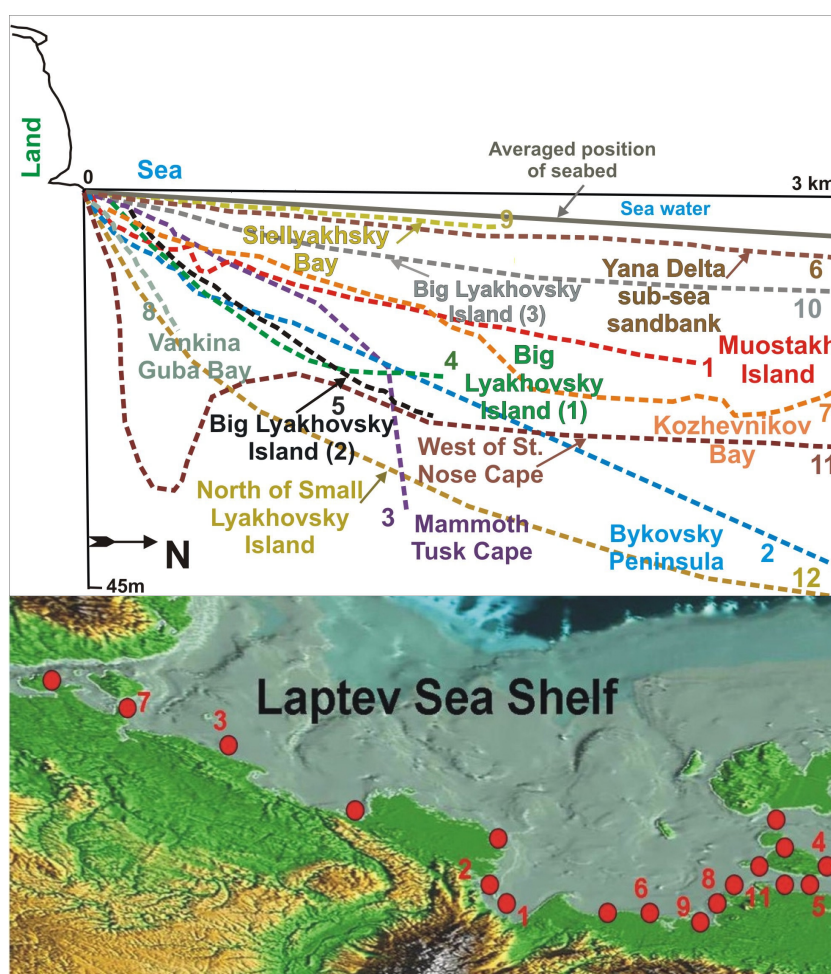 Land
0
Sea
Averaged position
of seabed
3 km
Sea water
Siellyakhsky
Bay
9
Yana Delta
sub-sea
sandbank
6
Big Lyakhovsky
Island (3)
10
8
Vankina
Guba Bay
4
Big
Lyakhovsky
Island (1)
1
Muostakh
Island
5
Big Lyakhovsky
Island (2)
7
Kozhevnikov
Bay
West of St.
Nose Cape
11
North of Small
Lyakhovsky
Island
3
Mammoth
Tusk Cape
Bykovsky
Peninsula
2
12
N
45m
Laptev Sea Shelf
7
3
2
1
6
9
8
11
4
5